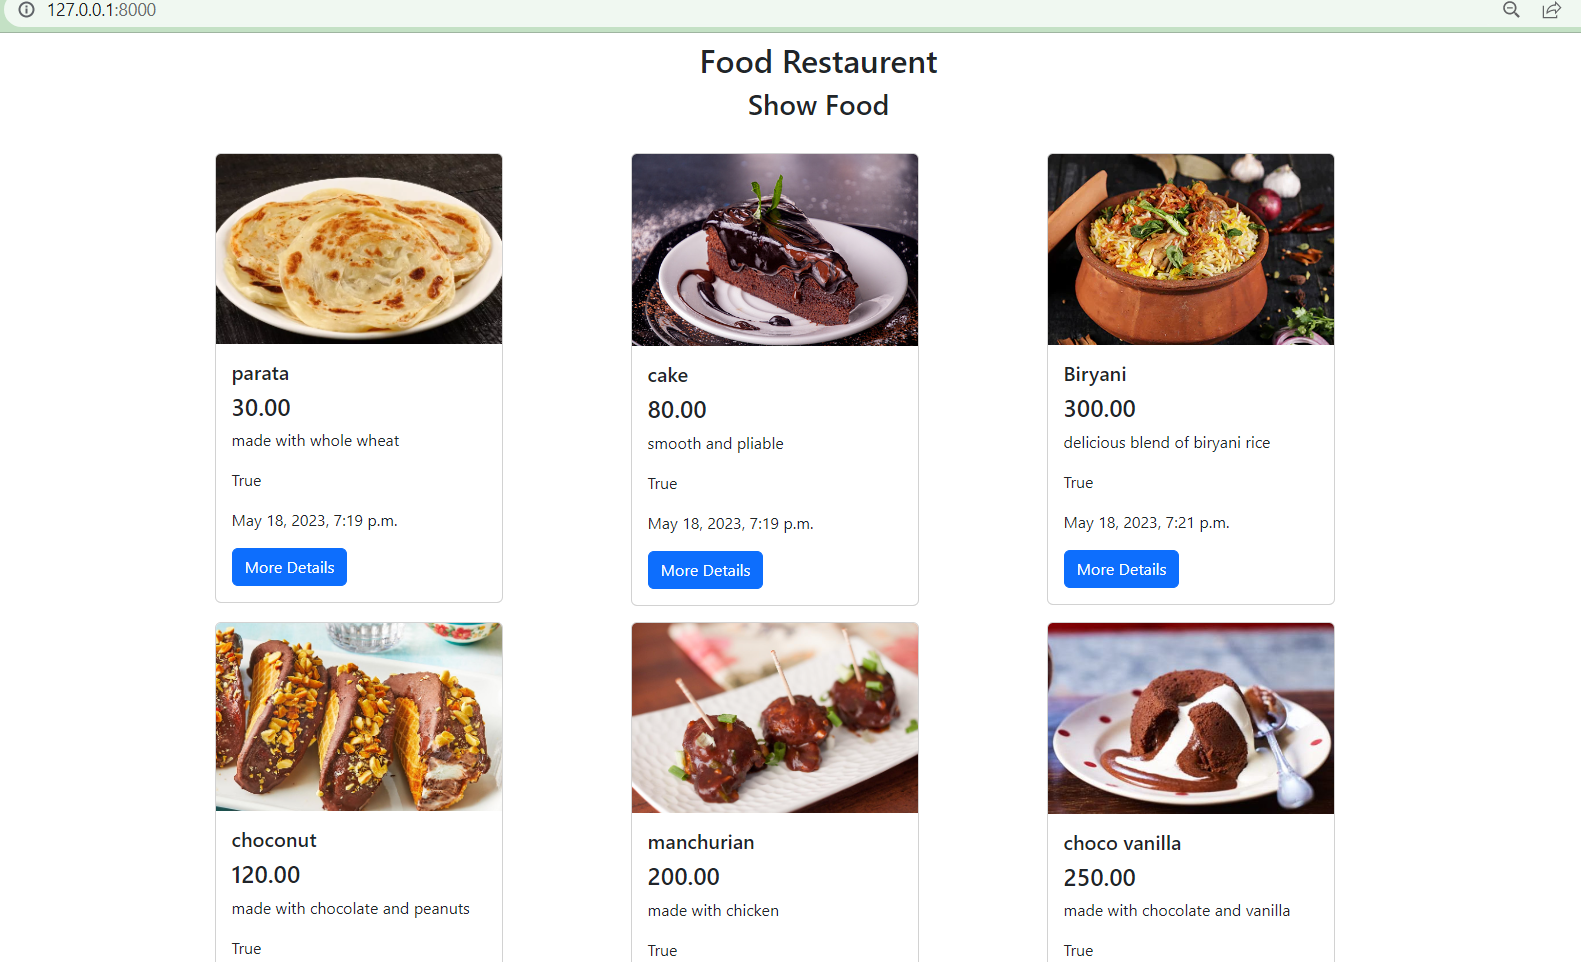 127.0.0.1:8000
Food Restaurent
Show Food
parata
30.00
made with whole wheat
True
May 18, 2023, 7:19 p.m.
More Details
cake
80.00
smooth and pliable
True
May 18, 2023, 7:19 p.m.
More Details
Biryani
300.00
delicious blend of biryani rice
True
May 18, 2023, 7:21 p.m.
More Details
choconut
120.00
made with chocolate and peanuts
True
manchurian
200.00
made with chicken
True
choco vanilla
250.00
made with chocolate and vanilla
True